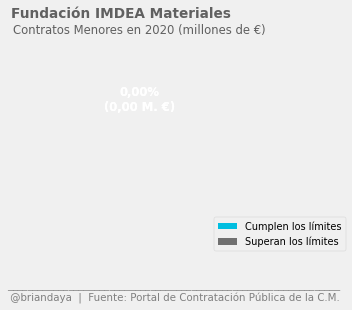 Fundación IMDEA Materiales
Contratos Menores en 2020 (millones de €)
0,00%
(0,00 M. €)
Cumplen los límites
Superan los límites
@briandaya | Fuente: Portal de Contratación Pública de la C.M.